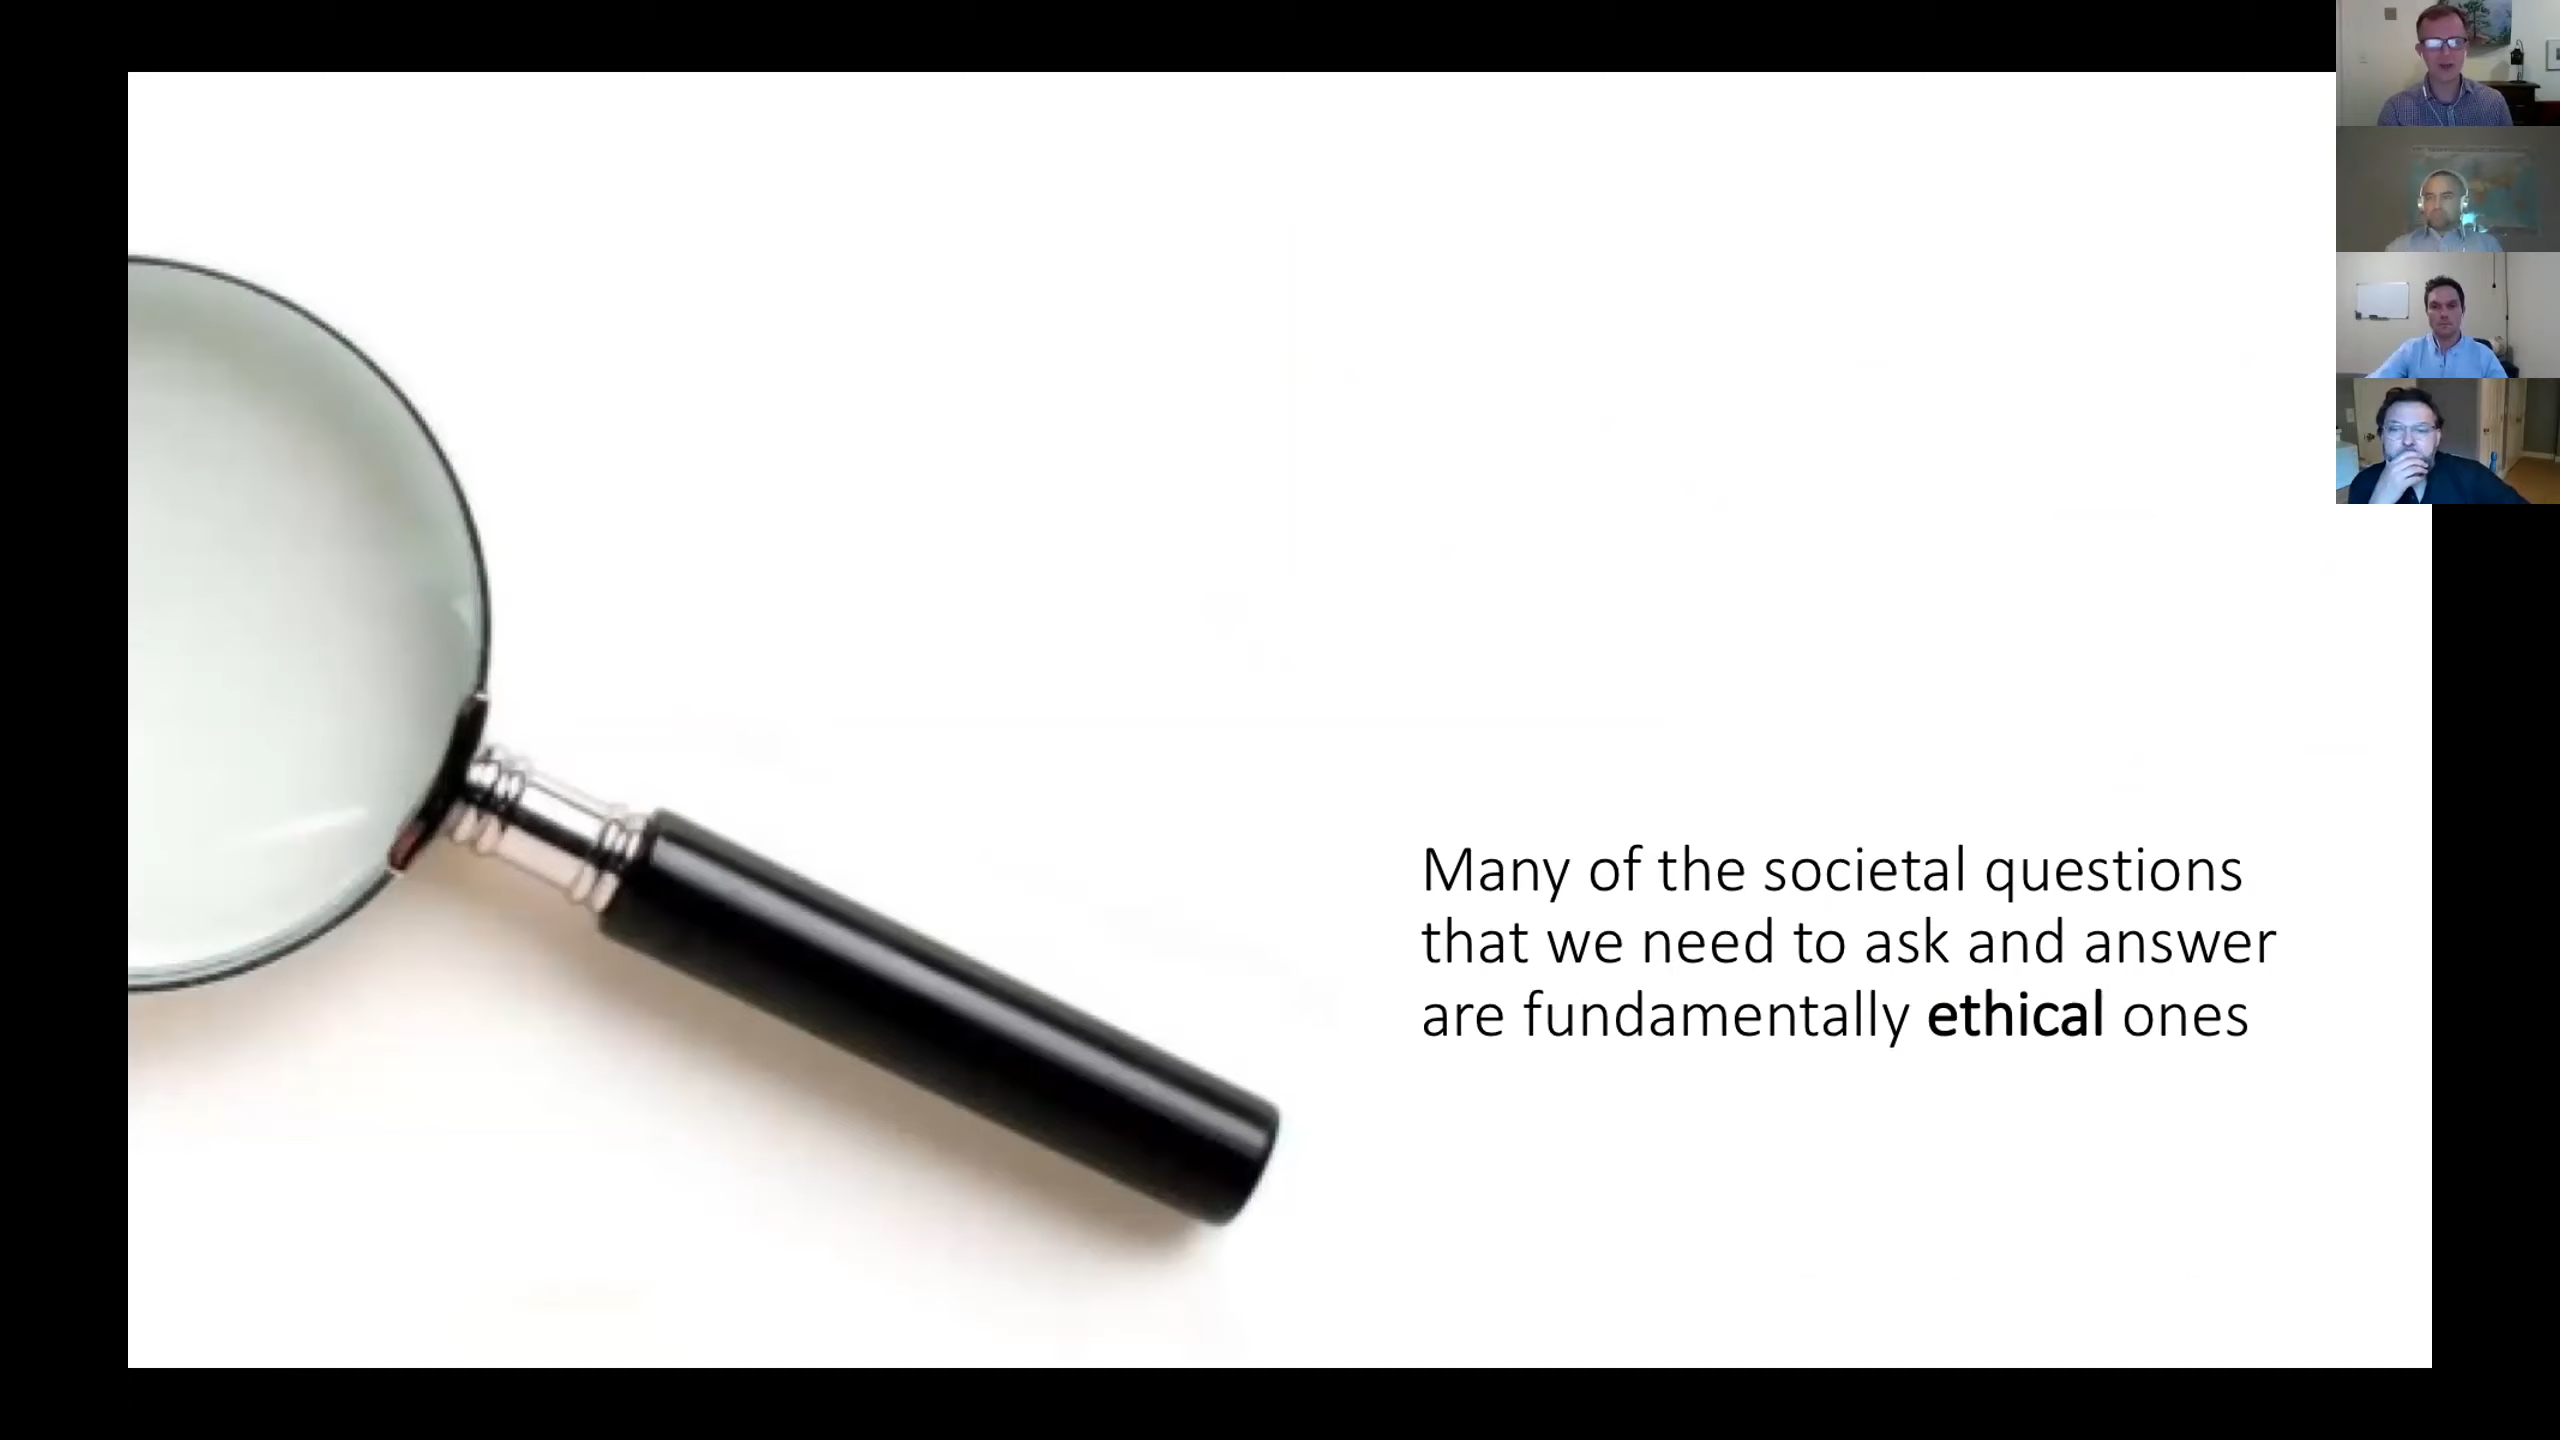 Many of the societal questions
that we need to ask and answer
are fundamentally ethical ones